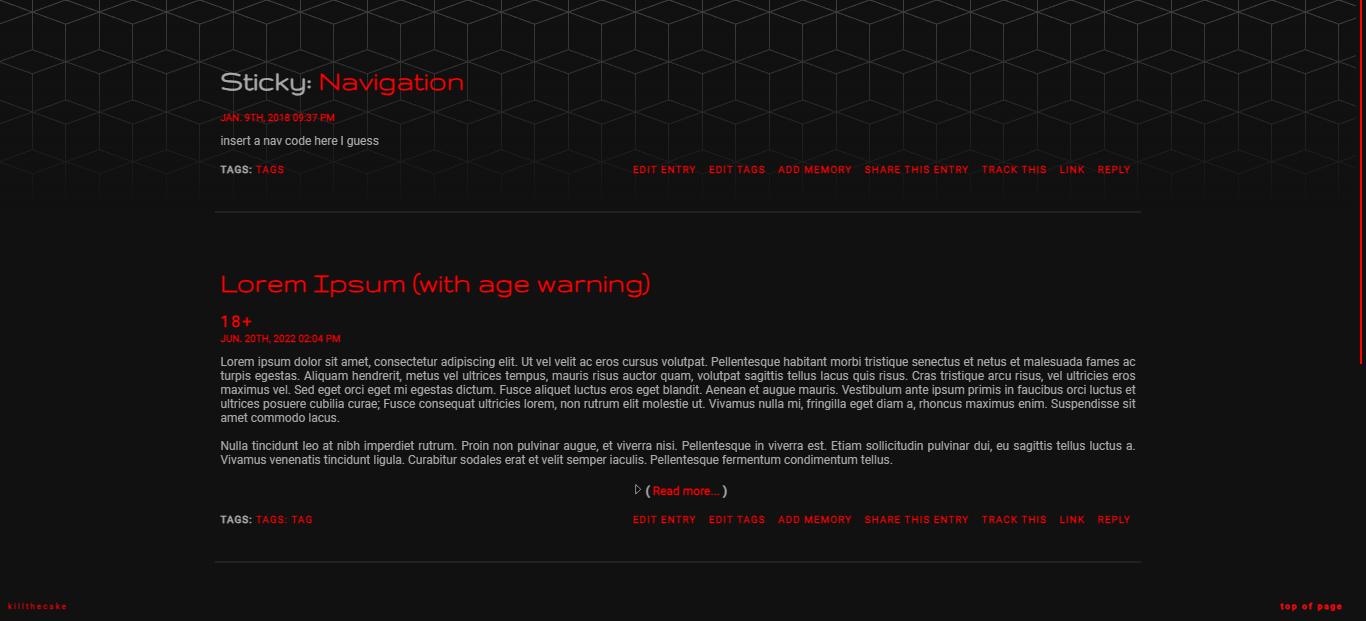 Sticky: Navigation
JAN. 9TH, 2018 09:37 PM
insert a nav code here I guess
TAGS: TAGS EDIT ENTRY EDIT TAGS ADD MEMORY SHARE THIS ENTRY TRACK THIS LINK REPLY
Lorem Ipsum (with age warning)
18+
JUN. 20TH, 2022 02:04 PM
Lorem ipsum dolor sit amet, consectetur adipiscing elit. Ut vel velit ac eros cursus volutpat. Pellentesque habitant morbi tristique senectus et netus et malesuada fames ac
turpis egestas. Aliquam hendrerit, metus vel ultrices tempus, mauris risus auctor quam, volutpat sagittis tellus lacus quis risus. Cras tristique arcu risus, vel ultricies eros
maximus vel. Sed eget orci eget mi egestas dictum. Fusce aliquet luctus eros eget blandit. Aenean et augue mauris. Vestibulum ante ipsum primis in faucibus orci luctus et
ultrices posuere cubilia curae; Fusce consequat ultricies lorem, non rutrum elit molestie ut. Vivamus nulla mi, fringilla eget diam a, rhoncus maximus enim. Suspendisse sit
amet commodo lacus.
Nulla tincidunt leo at nibh imperdiet rutrum. Proin non pulvinar augue, et viverra nisi. Pellentesque in viverra est. Etiam sollicitudin pulvinar dui, eu sagittis tellus luctus a.
Vivamus venenatis tincidunt ligula. Curabitur sodales erat et velit semper iaculis. Pellentesque fermentum condimentum tellus.
( Read more... )
TAGS: TAGS: TAG EDIT ENTRY EDIT TAGS ADD MEMORY SHARE THIS ENTRY TRACK THIS LINK REPLY
killthecake top of page